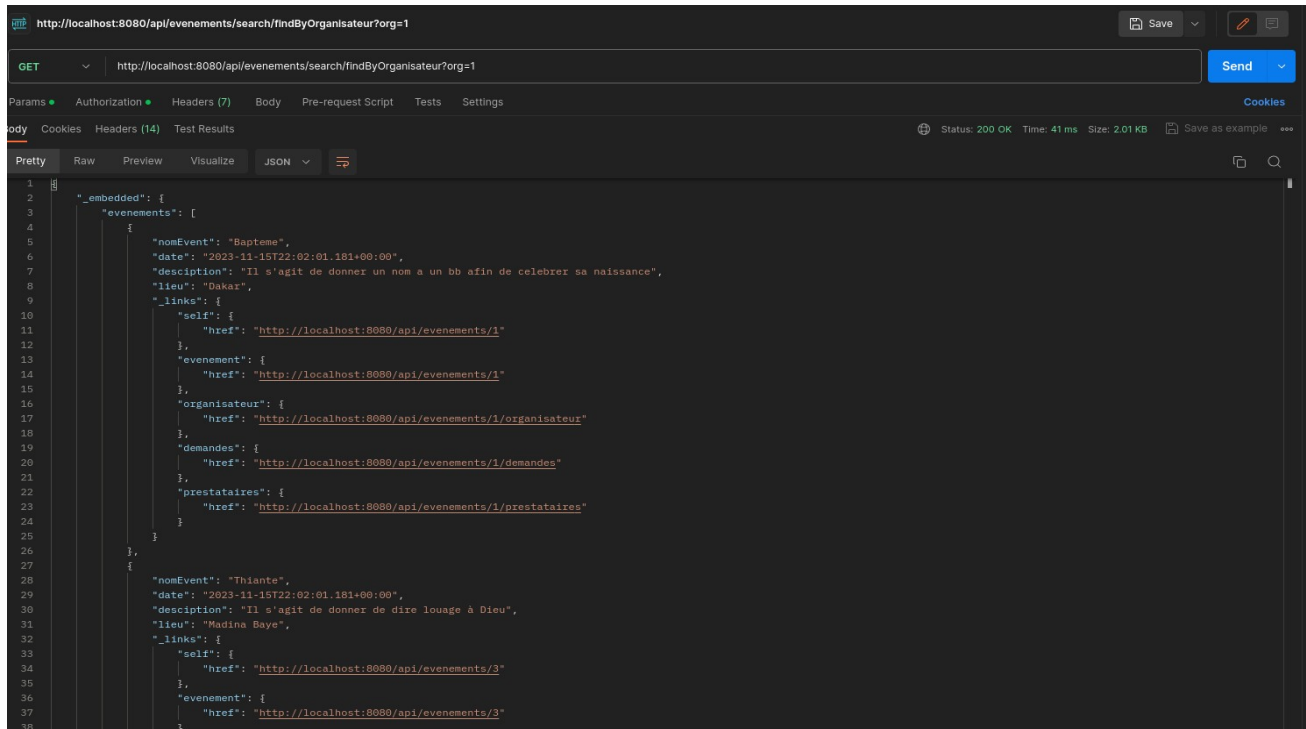 HTTP http://localhost:8080/api/evenements/search/findByOrganisateur?org=1 Save
GET http://localhost:8080/api/evenements/search/findByOrganisateur?org=1 Send
Params Authorization Headers (7) Body Pre-request Script Tests Settings Cookies
Body Cookies Headers (14) Test Results Status: 200 OK Time: 41 ms Size: 2.01 KB Save as example
Pretty Raw Preview Visualize JSON
1 {
2 "_embedded": {
3 "evenements": [
4 {
5 "nomEvent": "Bapteme",
6 "date": "2023-11-15T22:02:01.181+00:00",
7 "desciption": "Il s'agit de donner un nom a un bb afin de celebrer sa naissance",
8 "lieu": "Dakar",
9 "_links": {
10 "self": {
11 "href": "http://localhost:8080/api/evenements/1"
12 },
13 "evenement": {
14 "href": "http://localhost:8080/api/evenements/1"
15 },
16 "organisateur": {
17 "href": "http://localhost:8080/api/evenements/1/organisateur"
18 },
19 "demandes": {
20 "href": "http://localhost:8080/api/evenements/1/demandes"
21 },
22 "prestataires": {
23 "href": "http://localhost:8080/api/evenements/1/prestataires"
24 }
25 }
26 },
27 {
28 "nomEvent": "Thiante",
29 "date": "2023-11-15T22:02:01.181+00:00",
30 "desciption": "Il s'agit de donner de dire louage à Dieu",
31 "lieu": "Madina Baye",
32 "_links": {
33 "self": {
34 "href": "http://localhost:8080/api/evenements/3"
35 },
36 "evenement": {
37 "href": "http://localhost:8080/api/evenements/3"
38 }